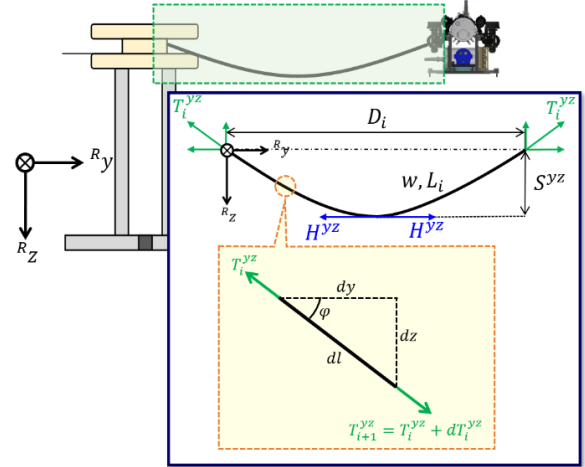 T_i^{yz}
T_i^{yz}
D_i
^R y
^R y
w, L_i
S^{yz}
^R z
^R z
H^{yz}
H^{yz}
T_i^{yz}
dy
φ
dz
dl
T_{i+1}^{yz} = T_i^{yz} + dT_i^{yz}